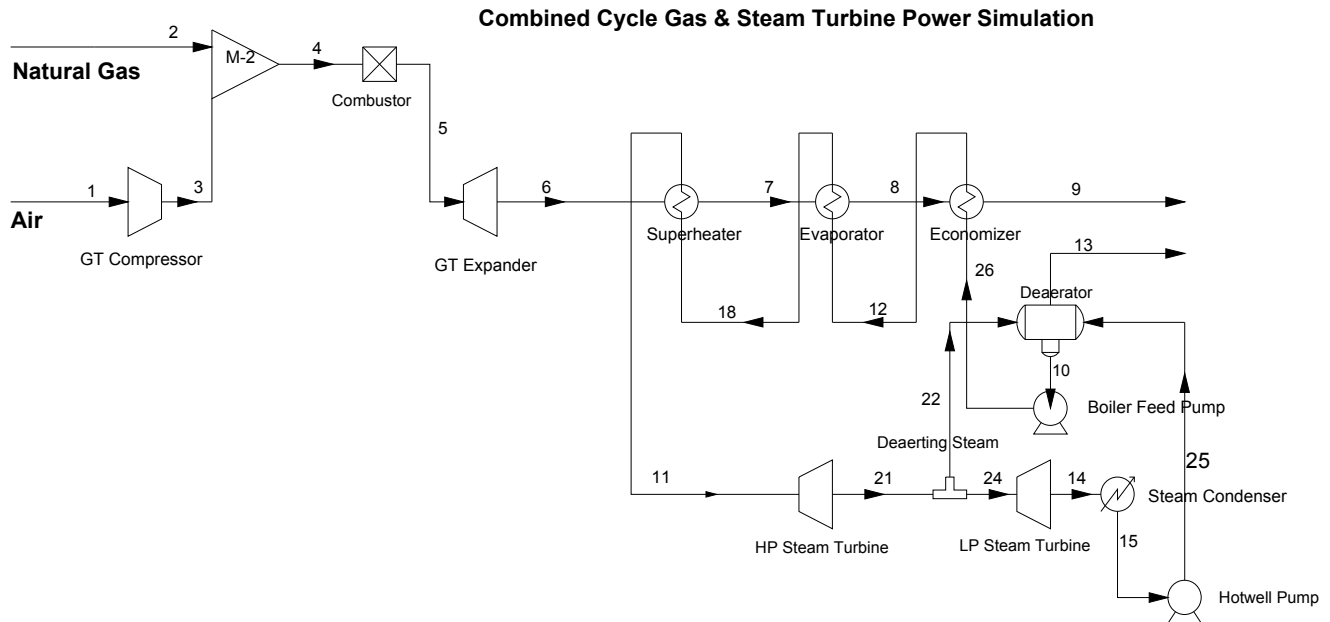 Combined Cycle Gas & Steam Turbine Power Simulation
2
Natural Gas
M-2
4
Combustor
5
1
3
Air
GT Compressor
6
GT Expander
7
8
9
Superheater
Evaporator
Economizer
18
12
26
13
Deaerator
10
22
Boiler Feed Pump
Deaerting Steam
25
11
21
24
14
Steam Condenser
HP Steam Turbine
LP Steam Turbine
15
Hotwell Pump